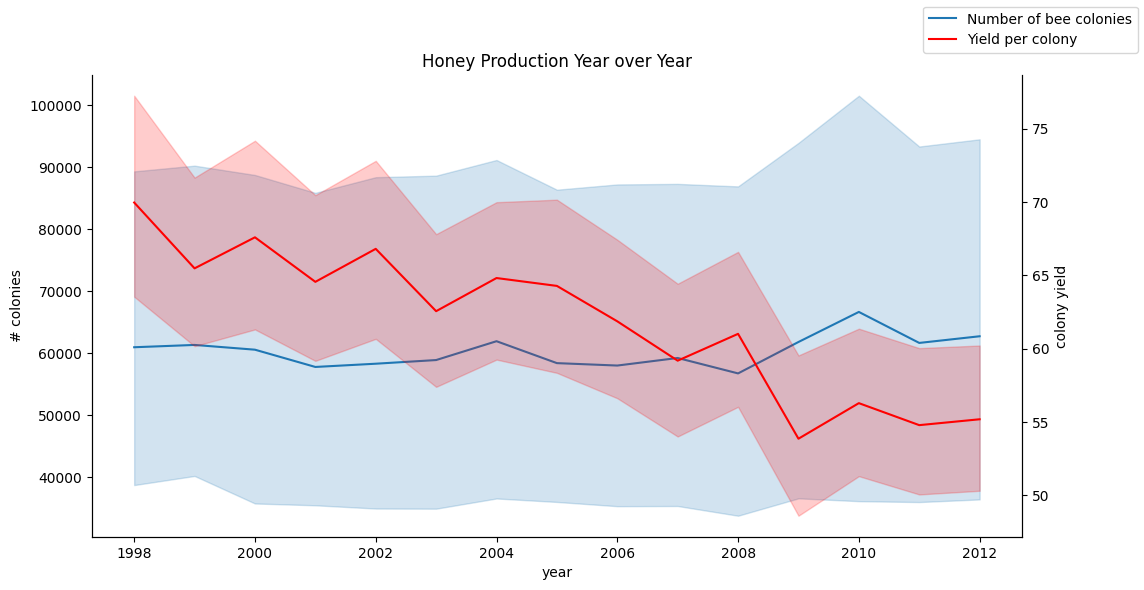 Number of bee colonies
Yield per colony
Honey Production Year over Year
100000
90000
80000
70000
60000
50000
40000
# colonies
75
70
65
60
55
50
colony yield
1998 2000 2002 2004 2006 2008 2010 2012
year